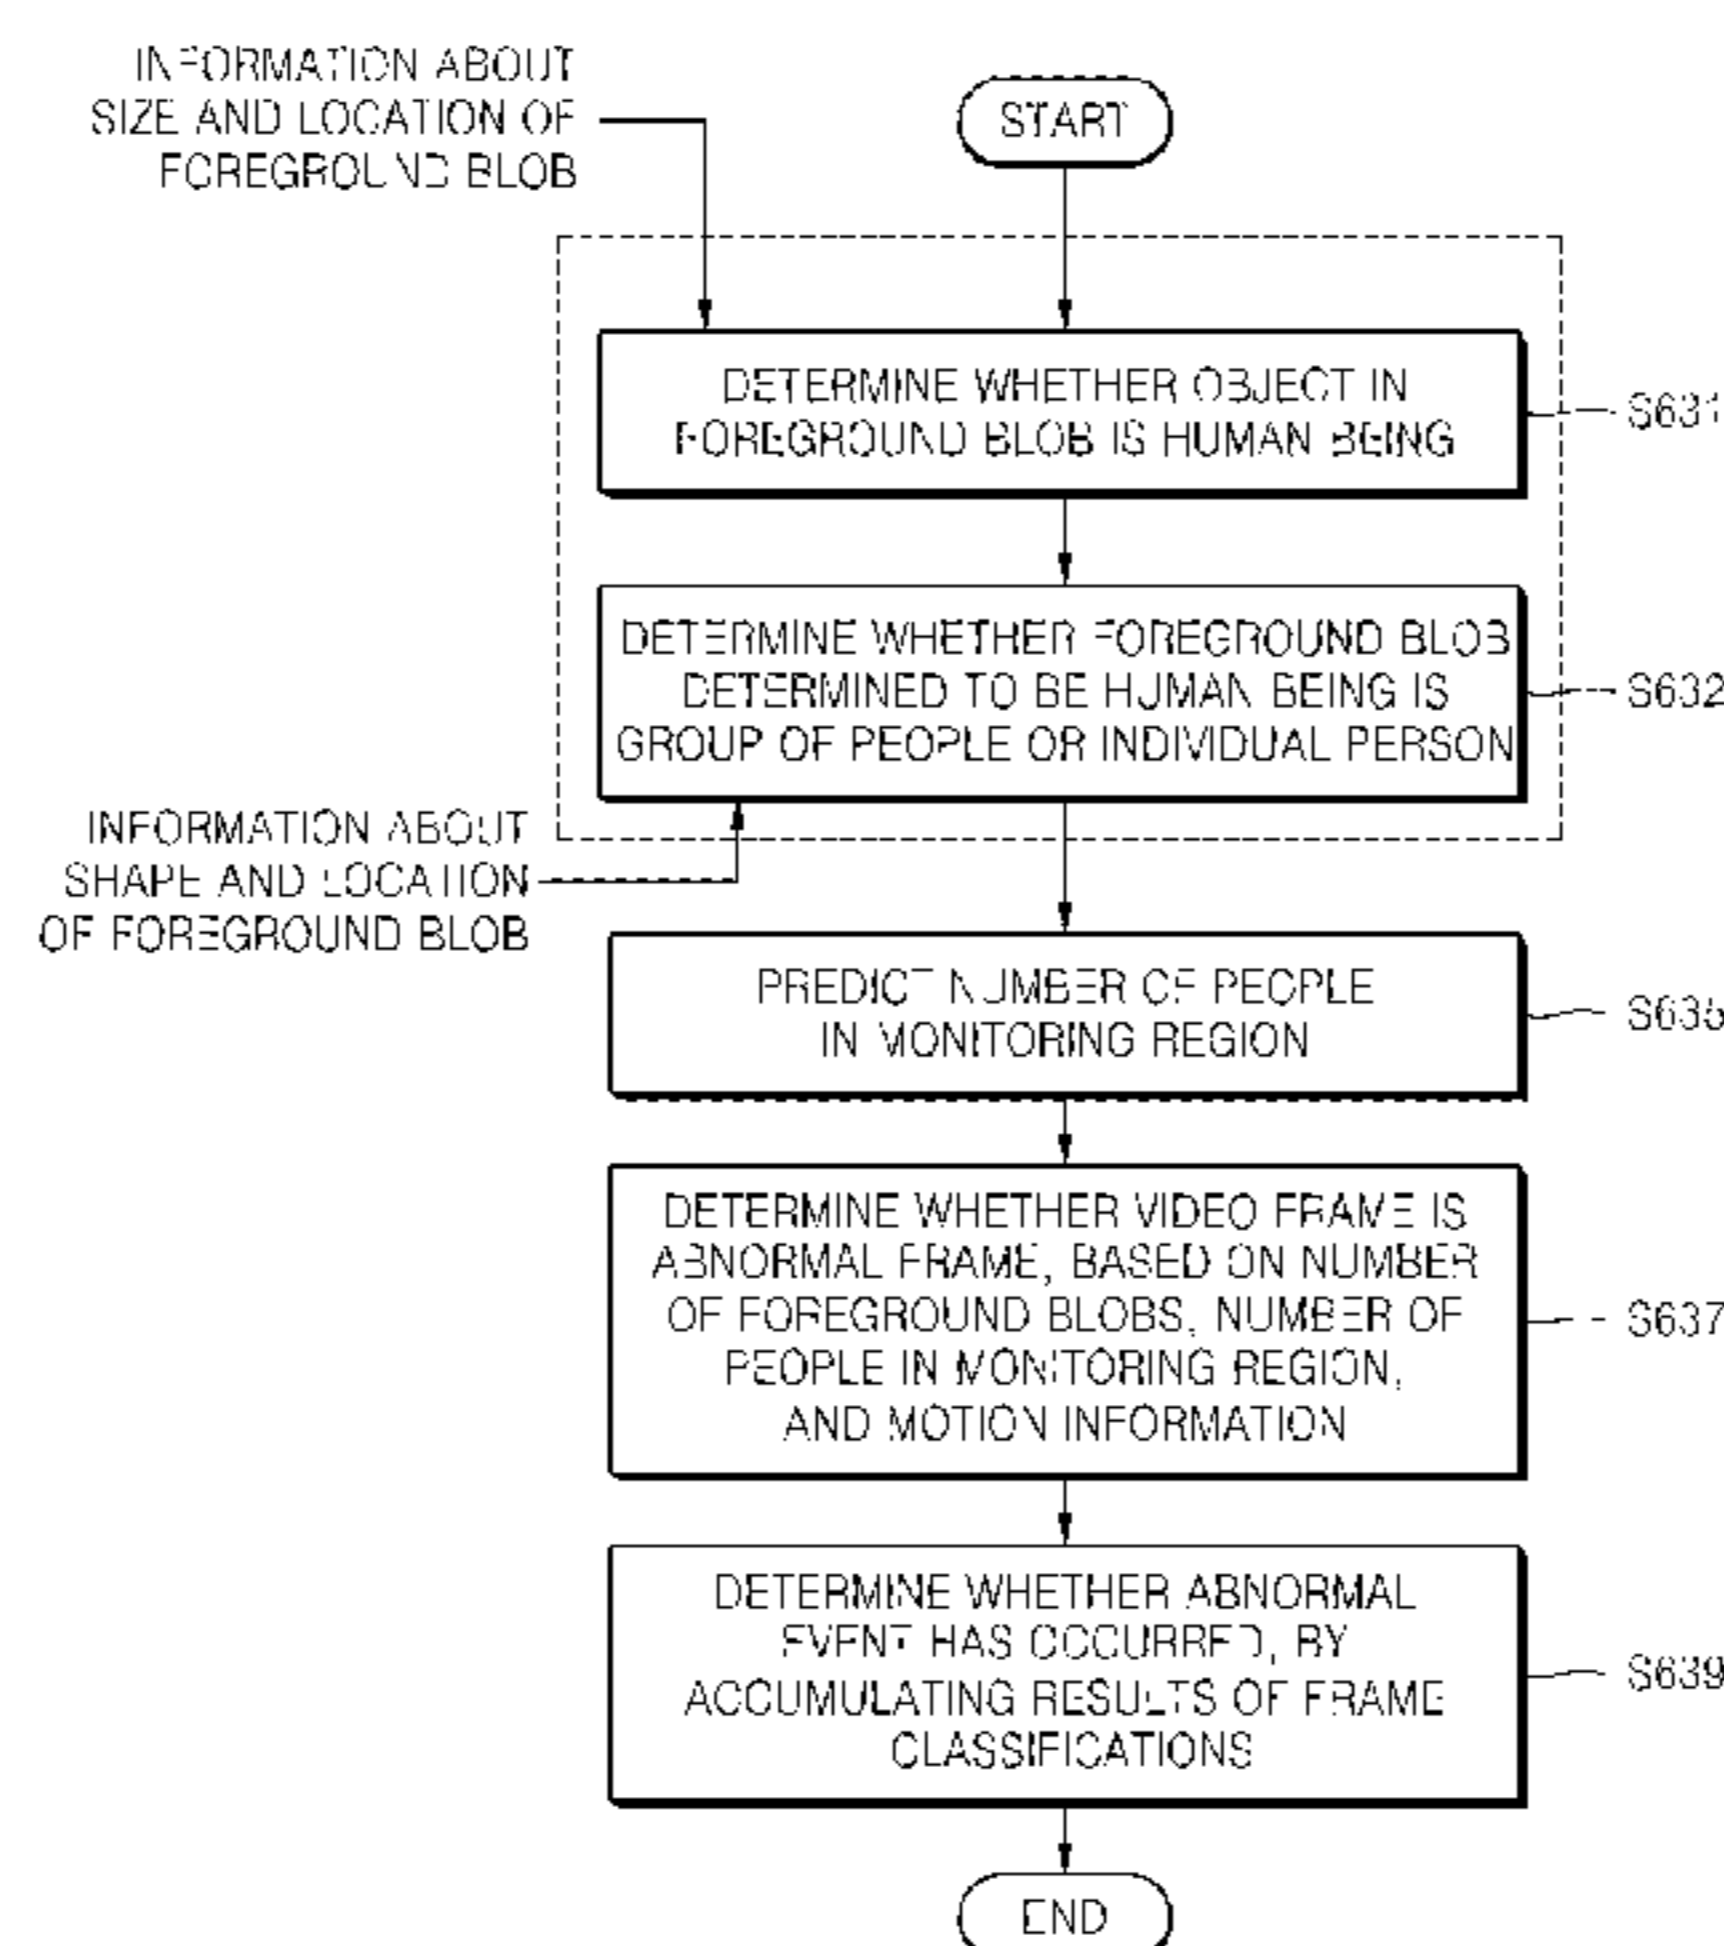 INFORMATION ABOUT
SIZE AND LOCATION OF
FOREGROUND BLOB
START
DETERMINE WHETHER OBJECT IN
FOREGROUND BLOB IS HUMAN BEING
S631
DETERMINE WHETHER FOREGROUND BLOB
DETERMINED TO BE HUMAN BEING IS
GROUP OF PEOPLE OR INDIVIDUAL PERSON
S632
INFORMATION ABOUT
SHAPE AND LOCATION
OF FOREGROUND BLOB
PREDICT NUMBER OF PEOPLE
IN MONITORING REGION
S635
DETERMINE WHETHER VIDEO FRAME IS
ABNORMAL FRAME, BASED ON NUMBER
OF FOREGROUND BLOBS, NUMBER OF
PEOPLE IN MONITORING REGION,
AND MOTION INFORMATION
S637
DETERMINE WHETHER ABNORMAL
EVENT HAS OCCURRED, BY
ACCUMULATING RESULTS OF FRAME
CLASSIFICATIONS
S639
END